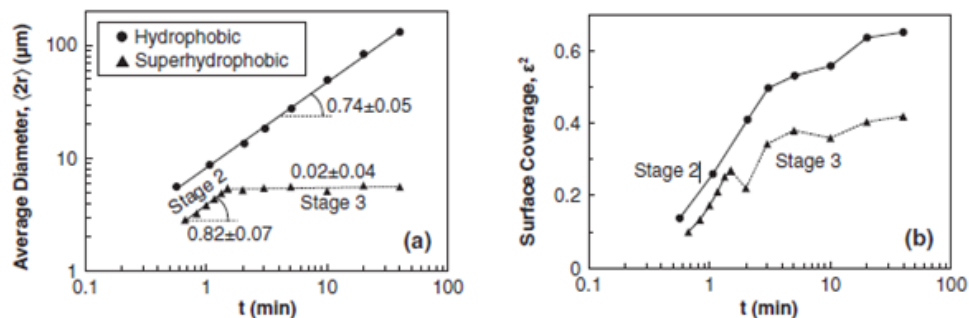 Average Diameter, ⟨2r⟩ (μm)
100
10
1
Hydrophobic
Superhydrophobic
0.74±0.05
Stage 2
0.02±0.04
Stage 3
0.82±0.07
(a)
0.1
1
10
100
t (min)
Surface Coverage, ε²
0.6
0.4
0.2
0
Stage 2
Stage 3
(b)
0.1
1
10
100
t (min)